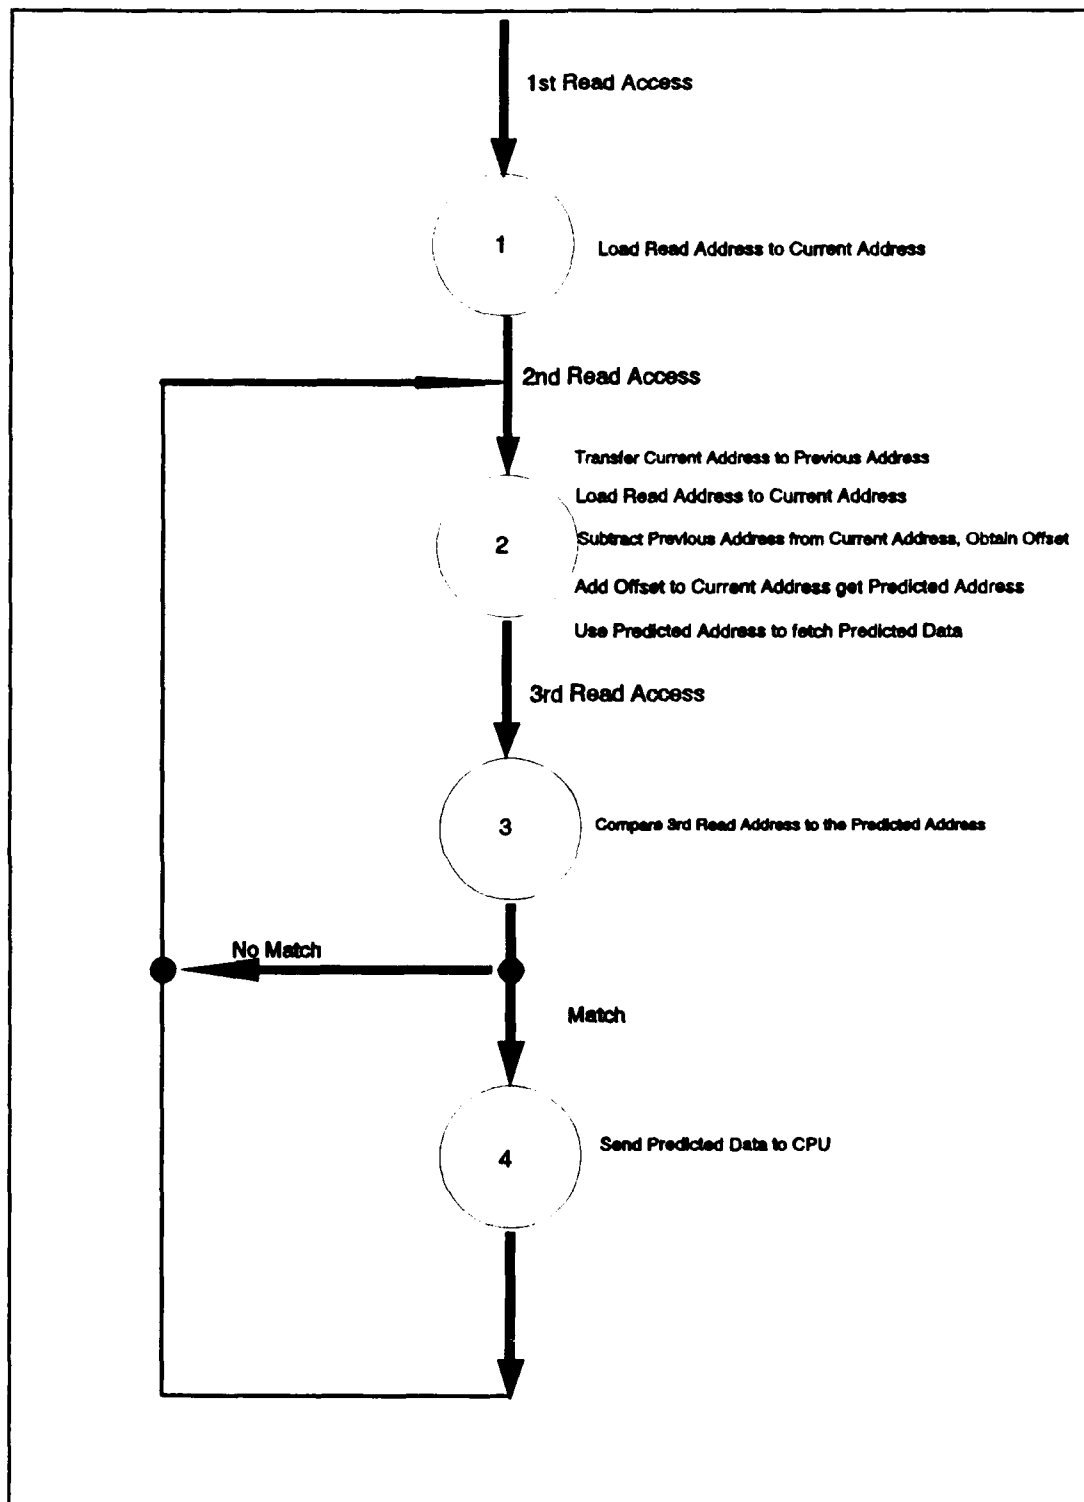 1st Read Access
1
Load Read Address to Current Address
2nd Read Access
Transfer Current Address to Previous Address
Load Read Address to Current Address
2
Subtract Previous Address from Current Address, Obtain Offset
Add Offset to Current Address get Predicted Address
Use Predicted Address to fetch Predicted Data
3rd Read Access
3
Compare 3rd Read Address to the Predicted Address
No Match
Match
4
Send Predicted Data to CPU